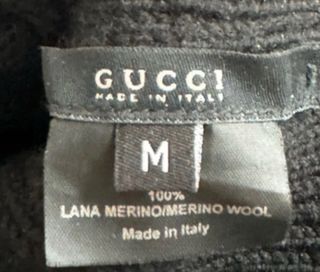 GUCCI
MADE IN ITALY
M
100%
LANA MERINO/MERINO WOOL
Made in Italy